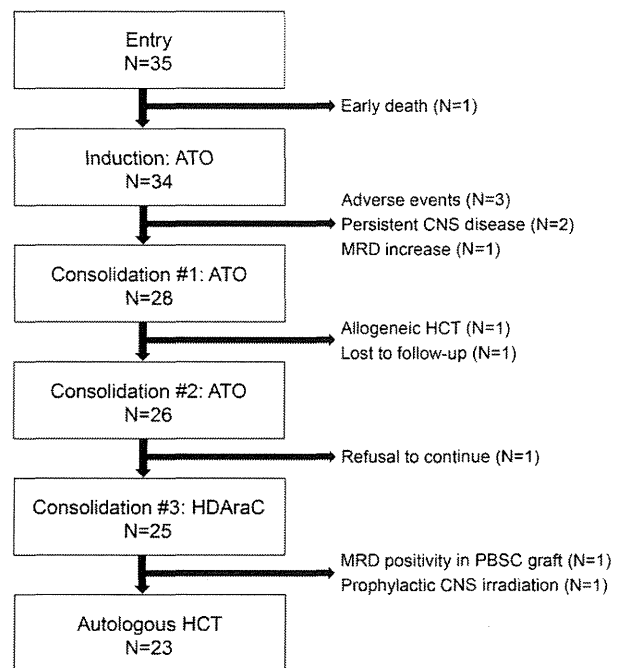 Entry
N=35
Early death (N=1)
Induction: ATO
N=34
Adverse events (N=3)
Persistent CNS disease (N=2)
MRD increase (N=1)
Consolidation #1: ATO
N=28
Allogeneic HCT (N=1)
Lost to follow-up (N=1)
Consolidation #2: ATO
N=26
Refusal to continue (N=1)
Consolidation #3: HDAraC
N=25
MRD positivity in PBSC graft (N=1)
Prophylactic CNS irradiation (N=1)
Autologous HCT
N=23